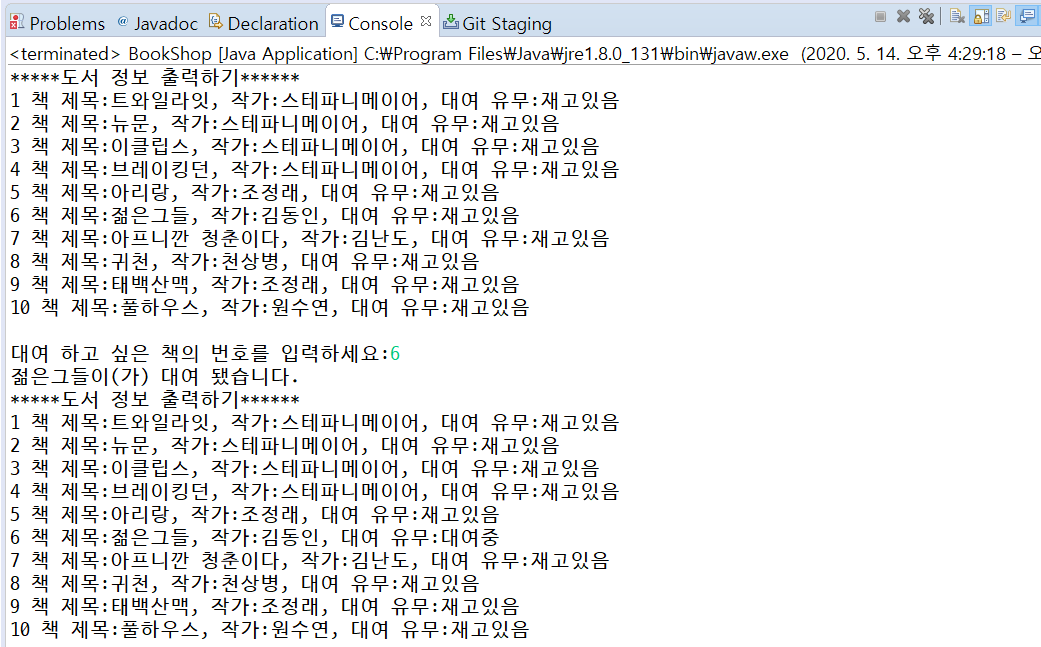 Problems @ Javadoc Declaration Console Git Staging
<terminated> BookShop [Java Application] C:₩Program Files₩Java₩jre1.8.0_131₩bin₩javaw.exe (2020. 5. 14. 오후 4:29:18 – 오
*****도서 정보 출력하기******
1 책 제목:트와일라잇, 작가:스테파니메이어, 대여 유무:재고있음
2 책 제목:뉴문, 작가:스테파니메이어, 대여 유무:재고있음
3 책 제목:이클립스, 작가:스테파니메이어, 대여 유무:재고있음
4 책 제목:브레이킹던, 작가:스테파니메이어, 대여 유무:재고있음
5 책 제목:아리랑, 작가:조정래, 대여 유무:재고있음
6 책 제목:젊은그들, 작가:김동인, 대여 유무:재고있음
7 책 제목:아프니깐 청춘이다, 작가:김난도, 대여 유무:재고있음
8 책 제목:귀천, 작가:천상병, 대여 유무:재고있음
9 책 제목:태백산맥, 작가:조정래, 대여 유무:재고있음
10 책 제목:풀하우스, 작가:원수연, 대여 유무:재고있음
대여 하고 싶은 책의 번호를 입력하세요:6
젊은그들이(가) 대여 됐습니다.
*****도서 정보 출력하기******
1 책 제목:트와일라잇, 작가:스테파니메이어, 대여 유무:재고있음
2 책 제목:뉴문, 작가:스테파니메이어, 대여 유무:재고있음
3 책 제목:이클립스, 작가:스테파니메이어, 대여 유무:재고있음
4 책 제목:브레이킹던, 작가:스테파니메이어, 대여 유무:재고있음
5 책 제목:아리랑, 작가:조정래, 대여 유무:재고있음
6 책 제목:젊은그들, 작가:김동인, 대여 유무:대여중
7 책 제목:아프니깐 청춘이다, 작가:김난도, 대여 유무:재고있음
8 책 제목:귀천, 작가:천상병, 대여 유무:재고있음
9 책 제목:태백산맥, 작가:조정래, 대여 유무:재고있음
10 책 제목:풀하우스, 작가:원수연, 대여 유무:재고있음